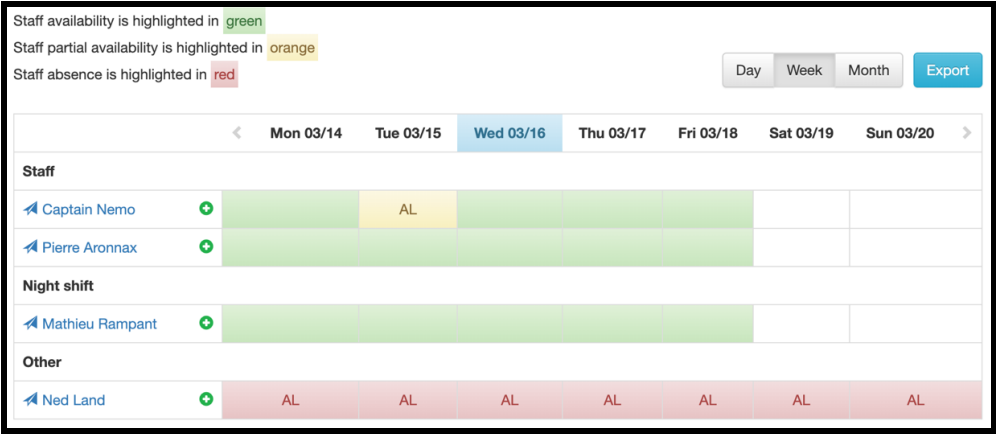 Staff availability is highlighted in green
Staff partial availability is highlighted in orange
Staff absence is highlighted in red
Day Week Month Export
Mon 03/14 Tue 03/15 Wed 03/16 Thu 03/17 Fri 03/18 Sat 03/19 Sun 03/20
Staff
Captain Nemo AL
Pierre Aronnax
Night shift
Mathieu Rampant
Other
Ned Land AL AL AL AL AL AL AL